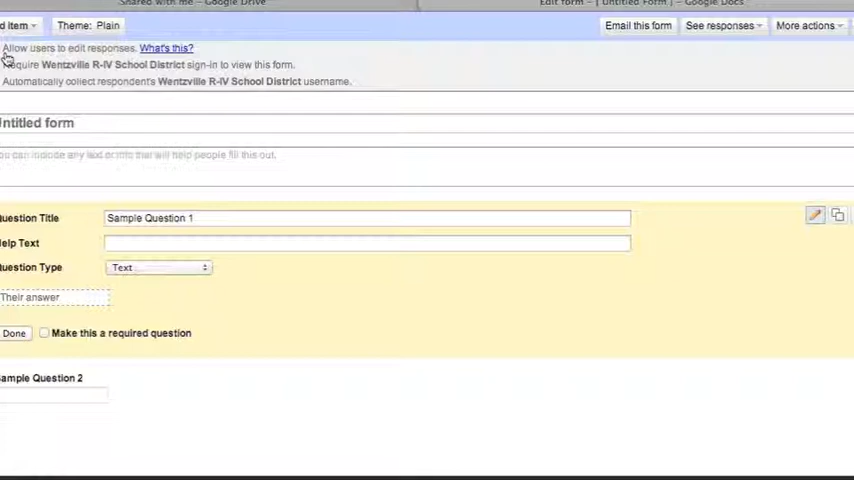 Shared with me – Google Drive
Edit form – [ Untitled Form ] – Google Docs
d item
Theme: Plain
Email this form
See responses
More actions
Allow users to edit responses. What's this?
equire Wentzville R-IV School District sign-in to view this form.
Automatically collect respondent's Wentzville R-IV School District username.
Untitled form
ou can include any text or info that will help people fill this out.
Question Title
Sample Question 1
elp Text
uestion Type
Text
Their answer
Done
Make this a required question
ample Question 2